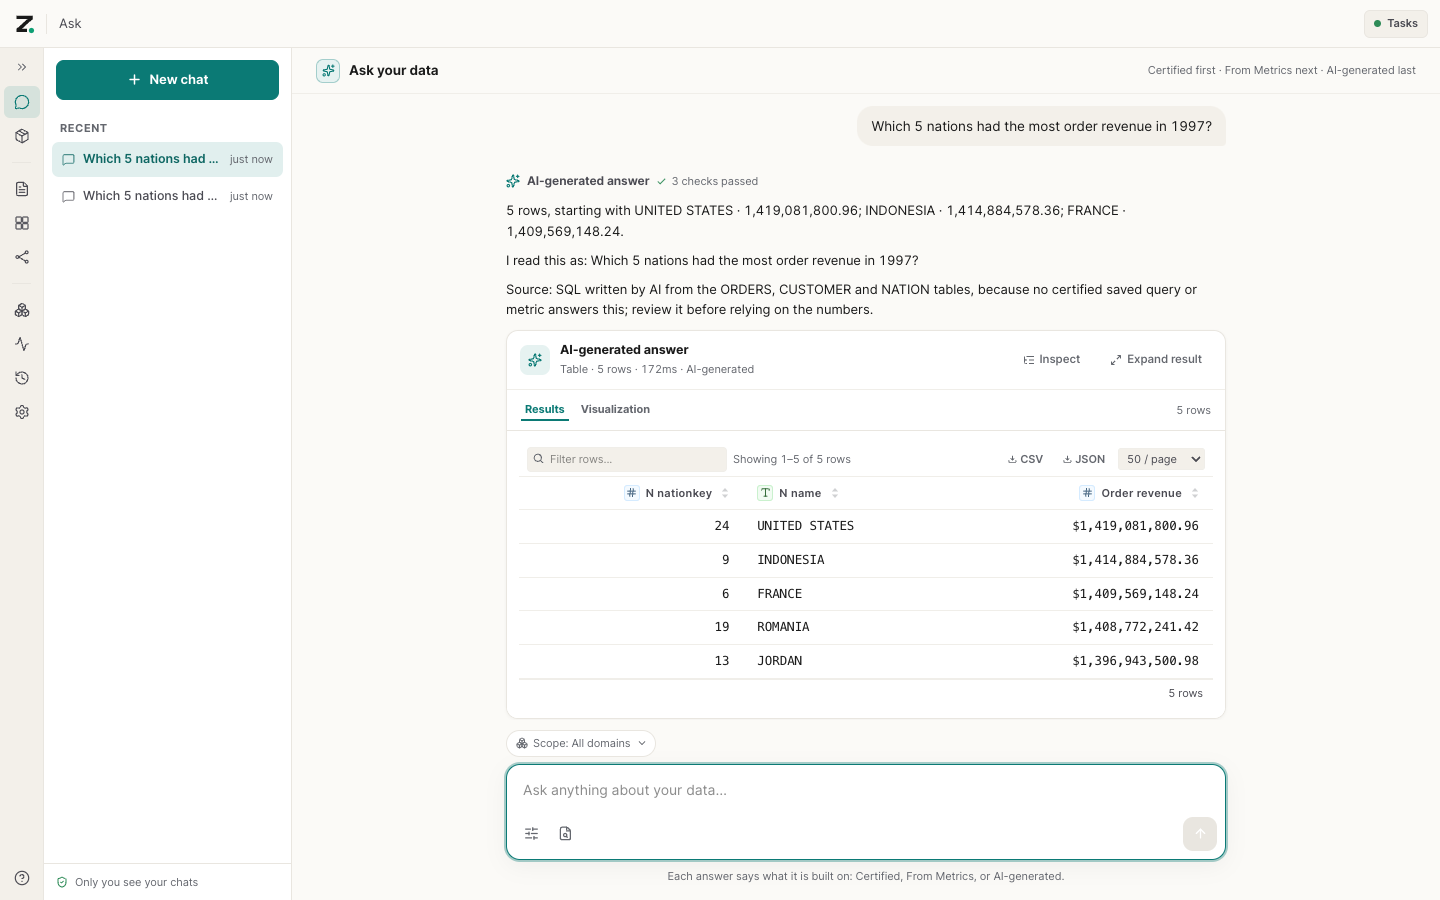 Z.
Ask
Tasks
New chat
RECENT
Which 5 nations had ... just now
Which 5 nations had ... just now
Only you see your chats
Ask your data
Certified first · From Metrics next · AI-generated last
Which 5 nations had the most order revenue in 1997?
AI-generated answer 3 checks passed
5 rows, starting with UNITED STATES · 1,419,081,800.96; INDONESIA · 1,414,884,578.36; FRANCE ·
1,409,569,148.24.
I read this as: Which 5 nations had the most order revenue in 1997?
Source: SQL written by AI from the ORDERS, CUSTOMER and NATION tables, because no certified saved query or
metric answers this; review it before relying on the numbers.
AI-generated answer
Table · 5 rows · 172ms · AI-generated
Inspect
Expand result
Results
Visualization
5 rows
Filter rows...
Showing 1–5 of 5 rows
CSV
JSON
50 / page
# N nationkey T N name # Order revenue
24 UNITED STATES $1,419,081,800.96
9 INDONESIA $1,414,884,578.36
6 FRANCE $1,409,569,148.24
19 ROMANIA $1,408,772,241.42
13 JORDAN $1,396,943,500.98
5 rows
Scope: All domains
Ask anything about your data...
Each answer says what it is built on: Certified, From Metrics, or AI-generated.